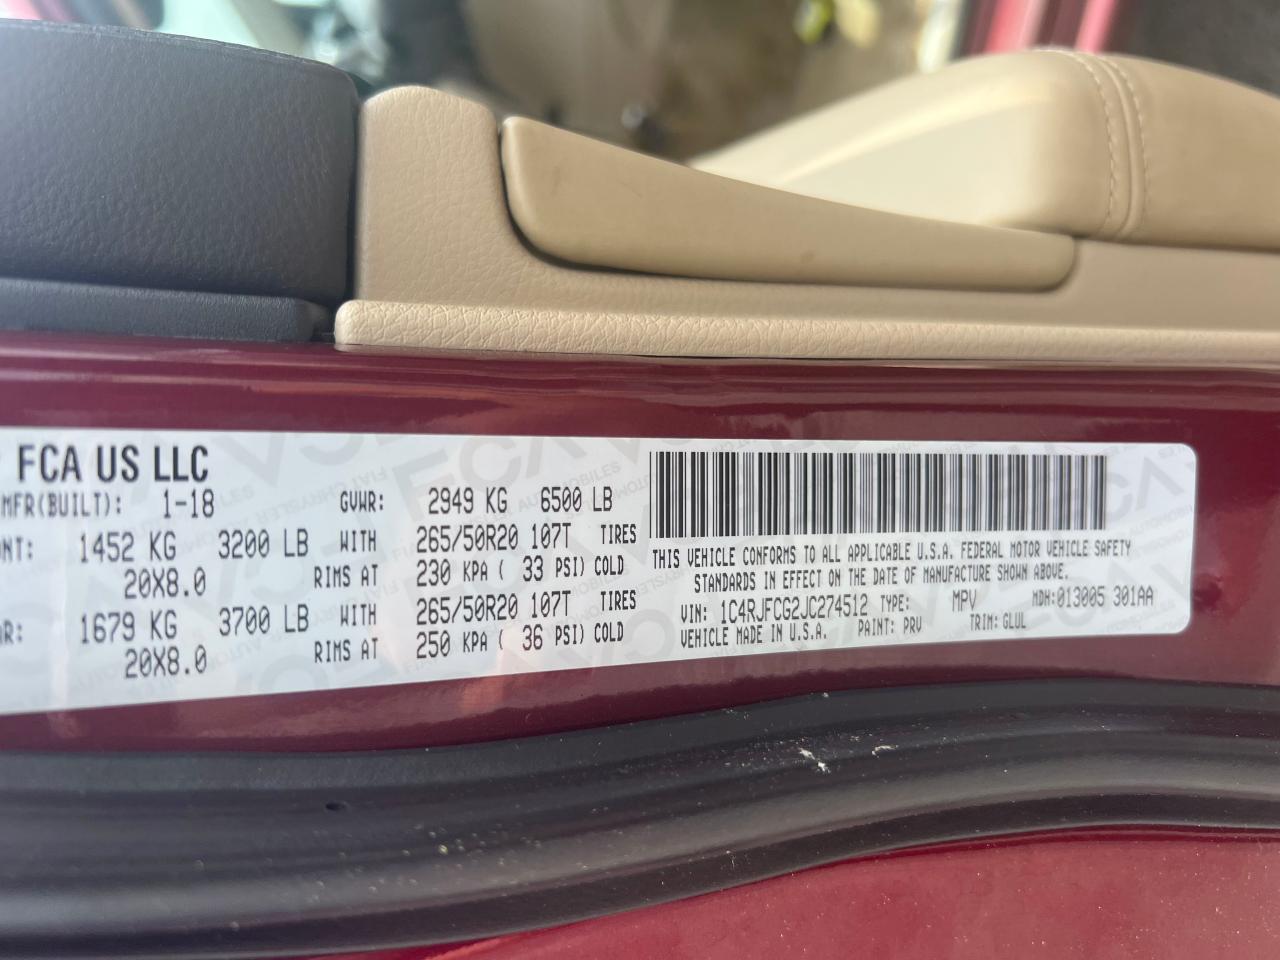 FCA US LLC
MFR(BUILT): 1-18 GVWR: 2949 KG 6500 LB
NT: 1452 KG 3200 LB WITH 265/50R20 107T TIRES
20X8.0 RIMS AT 230 KPA ( 33 PSI) COLD
R: 1679 KG 3700 LB WITH 265/50R20 107T TIRES
20X8.0 RIMS AT 250 KPA ( 36 PSI) COLD
THIS VEHICLE CONFORMS TO ALL APPLICABLE U.S.A. FEDERAL MOTOR VEHICLE SAFETY
STANDARDS IN EFFECT ON THE DATE OF MANUFACTURE SHOWN ABOVE.
VIN: 1C4RJFCG2JC274512 TYPE: MPV MDH:013005 301AA
VEHICLE MADE IN U.S.A. PAINT: PRV TRIM: GLUL